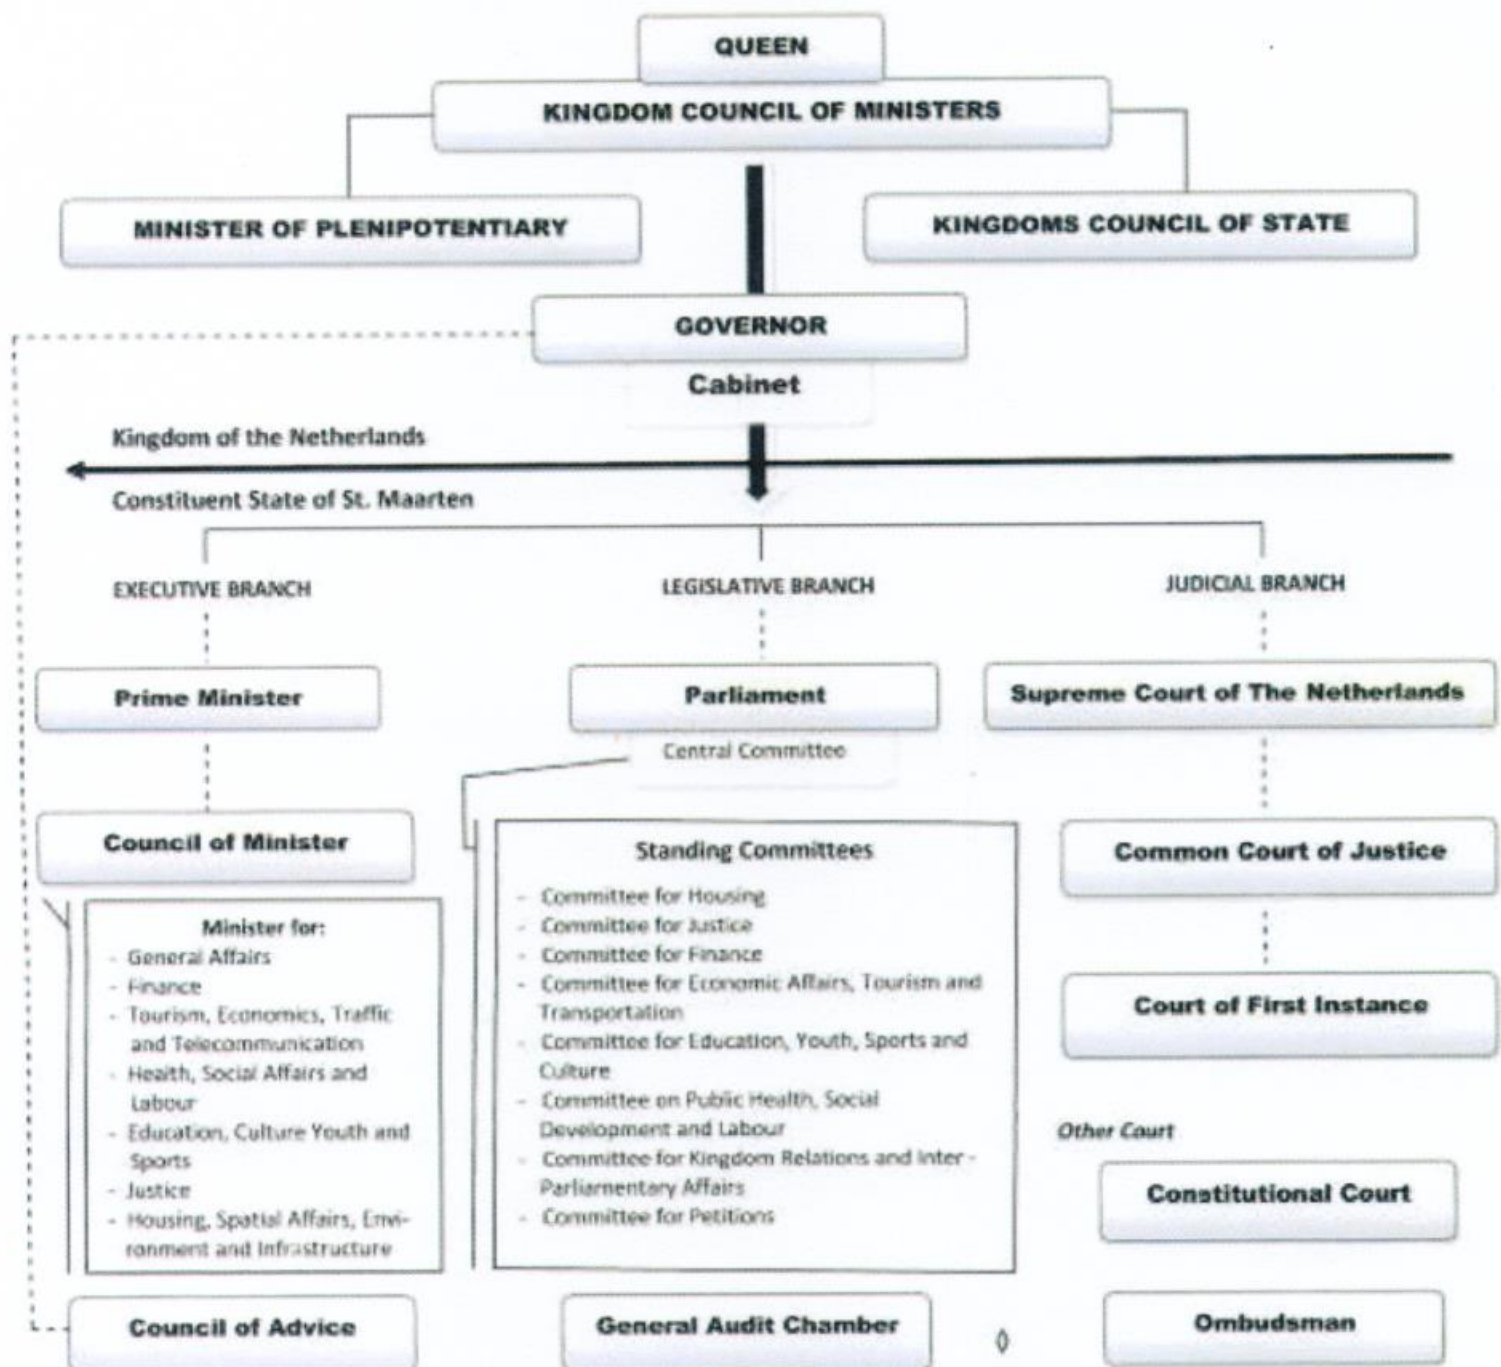 QUEEN
KINGDOM COUNCIL OF MINISTERS
MINISTER OF PLENIPOTENTIARY
KINGDOMS COUNCIL OF STATE
GOVERNOR
Cabinet
Kingdom of the Netherlands
Constituent State of St. Maarten
EXECUTIVE BRANCH
LEGISLATIVE BRANCH
JUDICIAL BRANCH
Prime Minister
Parliament
Supreme Court of The Netherlands
Central Committee
Council of Minister
Minister for:
- General Affairs
- Finance
- Tourism, Economics, Traffic
and Telecommunication
- Health, Social Affairs and
Labour
- Education, Culture Youth and
Sports
- Justice
- Housing, Spatial Affairs, Envi-
ronment and Infrastructure
Standing Committees
- Committee for Housing
- Committee for Justice
- Committee for Finance
- Committee for Economic Affairs, Tourism and
Transportation
- Committee for Education, Youth, Sports and
Culture
- Committee on Public Health, Social
Development and Labour
- Committee for Kingdom Relations and Inter -
Parliamentary Affairs
- Committee for Petitions
Common Court of Justice
Court of First Instance
Other Court
Constitutional Court
Council of Advice
General Audit Chamber
◊
Ombudsman